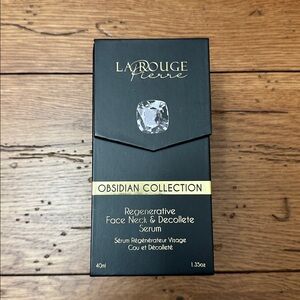 LA ROUGE
Pierre
OBSIDIAN COLLECTION
Regenerative
Face Neck & Decollete
Serum
Sérum Régénérateur Visage
Cou et Décolleté
40ml 1.35oz